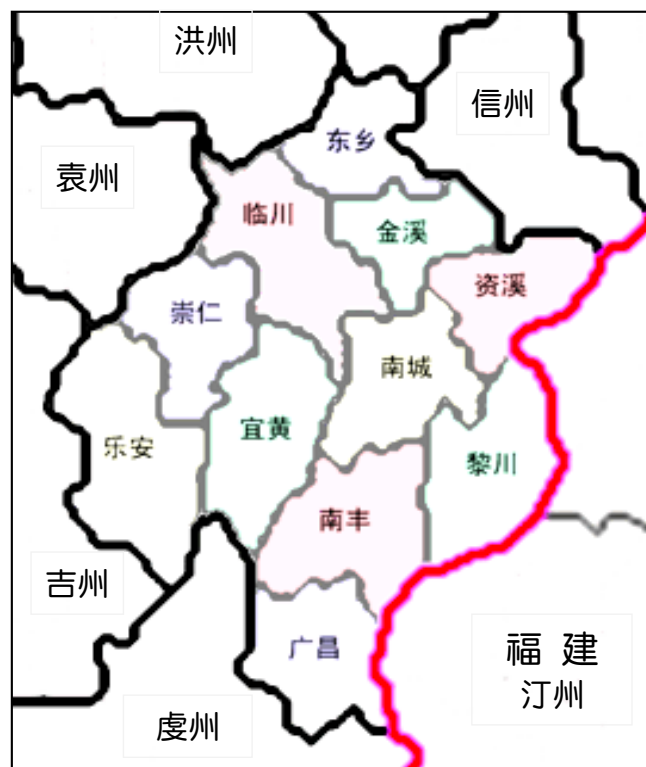 洪州
信州
东乡
袁州
临川
金溪
资溪
崇仁
南城
宜黄
乐安
黎川
南丰
吉州
广昌
福 建
汀州
虔州